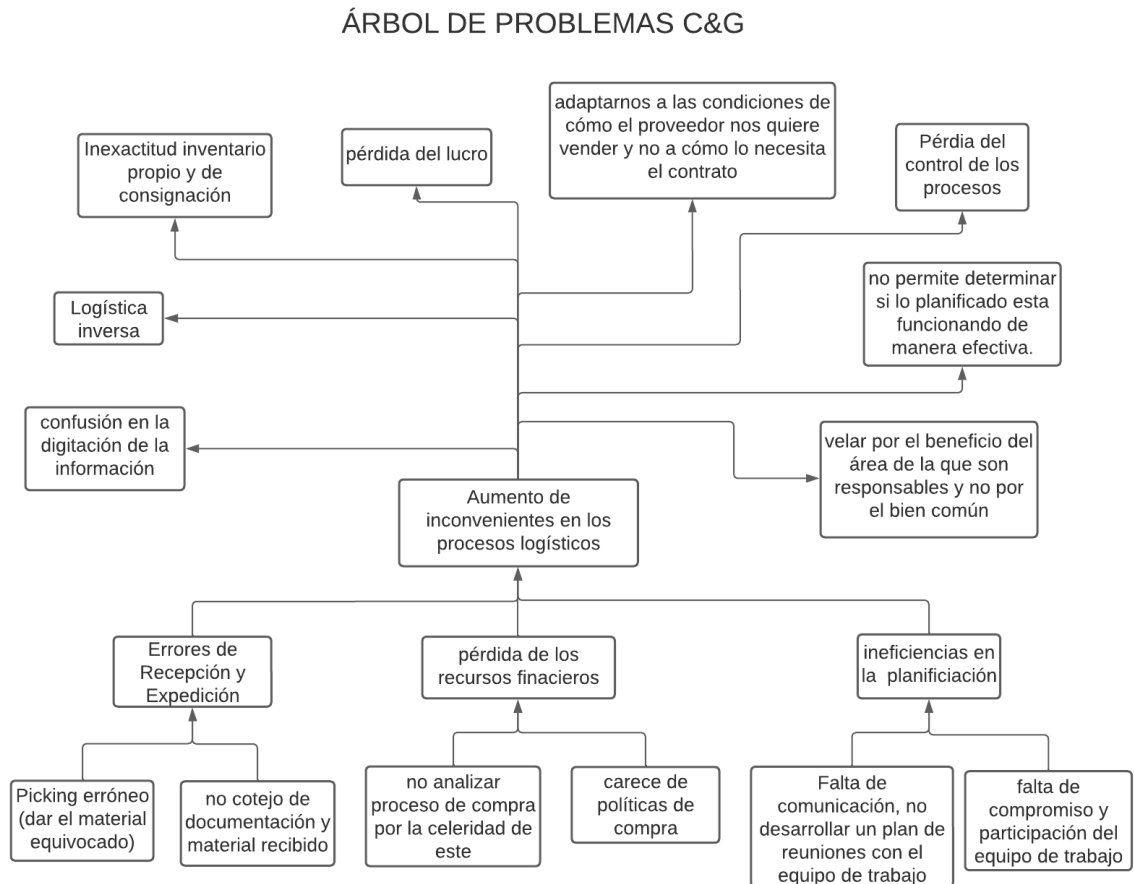 ÁRBOL DE PROBLEMAS C&G
adaptarnos a las condiciones de
cómo el proveedor nos quiere
vender y no a cómo lo necesita
el contrato
Inexactitud inventario
propio y de
consignación
pérdida del lucro
Pérdia del
control de los
procesos
no permite determinar
si lo planificado esta
funcionando de
manera efectiva.
Logística
inversa
confusión en la
digitación de la
información
velar por el beneficio del
área de la que son
responsables y no por
el bien común
Aumento de
inconvenientes en los
procesos logísticos
Errores de
Recepción y
Expedición
pérdida de los
recursos finacieros
ineficiencias en
la planificiación
Picking erróneo
(dar el material
equivocado)
no cotejo de
documentación y
material recibido
no analizar
proceso de compra
por la celeridad de
este
carece de
políticas de
compra
Falta de
comunicación, no
desarrollar un plan de
reuniones con el
equipo de trabajo
falta de
compromiso y
participación del
equipo de trabajo